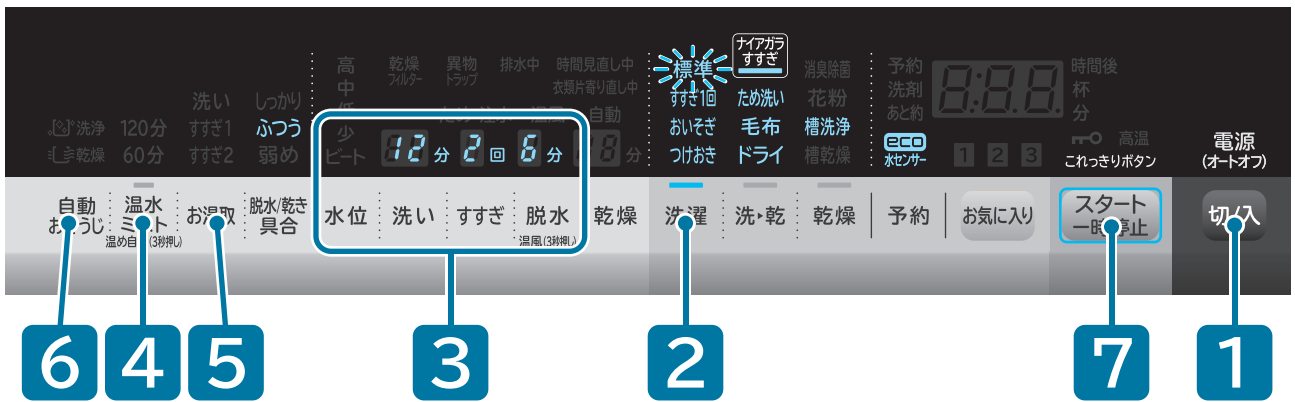 高
中
低
少
ビート
乾燥
フィルター
異物
トラップ
排水中
時間見直し中
衣類片寄り直し中
自動
洗い
すすぎ1
すすぎ2
しっかり
ふつう
弱め
洗浄
乾燥
120分
60分
12分
2回
6分
分
標準
すすぎ1回
おいそぎ
つけおき
ナイアガラ
すすぎ
ため洗い
毛布
ドライ
消臭除菌
花粉
槽洗浄
槽乾燥
予約
洗剤
あと約
eco
水センサー
8:88
時間後
杯
分
1 2 3
高温
これっきりボタン
電源
(オートオフ)
自動
おそうじ
温水
ミスト
温め自動(3秒押し)
お湯取
脱水/乾き
具合
水位
洗い
すすぎ
脱水
温風(3秒押し)
乾燥
洗濯
洗▸乾
乾燥
予約
お気に入り
スタート
一時停止
切/入
6
4
5
3
2
7
1